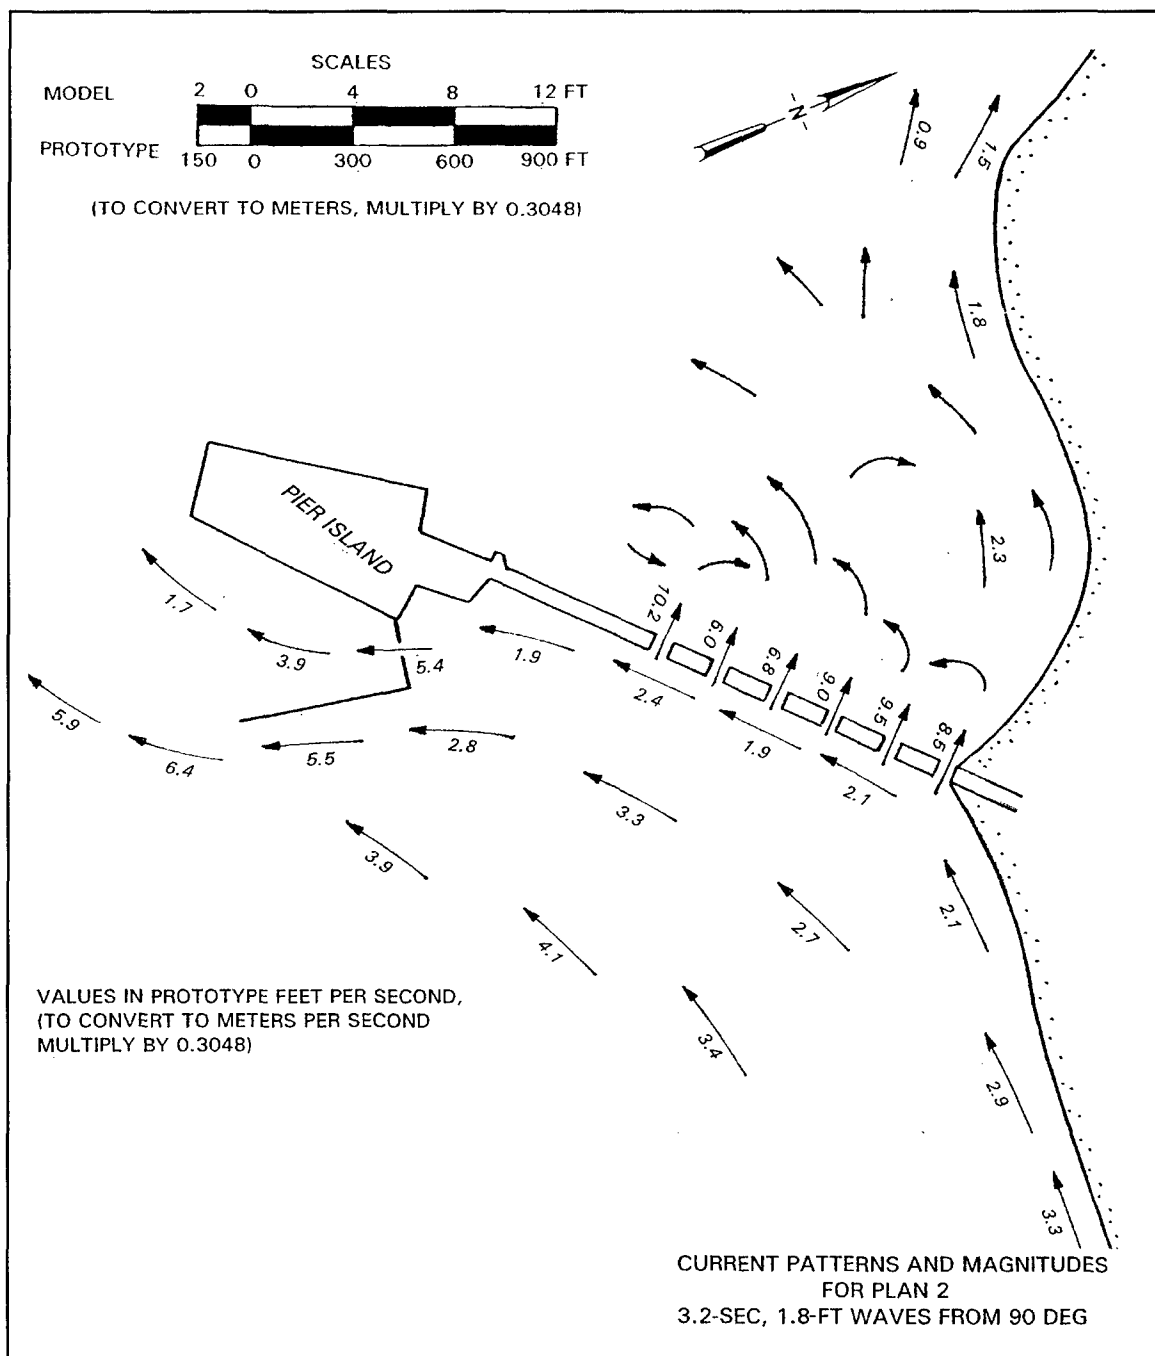 SCALES
MODEL 2 0 4 8 12 FT
PROTOTYPE 150 0 300 600 900 FT
(TO CONVERT TO METERS, MULTIPLY BY 0.3048)
-N-
0.9
1.5
1.8
2.3
PIER ISLAND
10.2
6.0
6.8
9.0
9.5
8.5
1.7
3.9
5.4
1.9
2.4
1.9
2.1
5.9
6.4
5.5
2.8
3.3
3.9
4.1
2.7
2.1
3.4
2.9
3.3
VALUES IN PROTOTYPE FEET PER SECOND,
(TO CONVERT TO METERS PER SECOND
MULTIPLY BY 0.3048)
CURRENT PATTERNS AND MAGNITUDES
FOR PLAN 2
3.2-SEC, 1.8-FT WAVES FROM 90 DEG